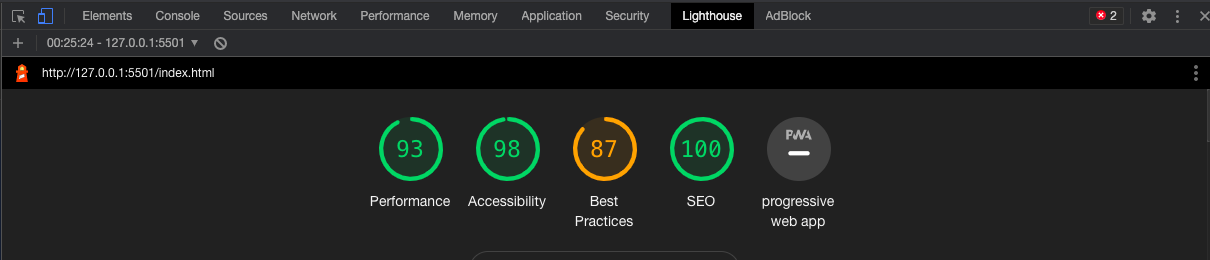 Elements Console Sources Network Performance Memory Application Security Lighthouse AdBlock 2
00:25:24 - 127.0.0.1:5501
http://127.0.0.1:5501/index.html
93 98 87 100 PWA
Performance Accessibility Best Practices SEO progressive web app